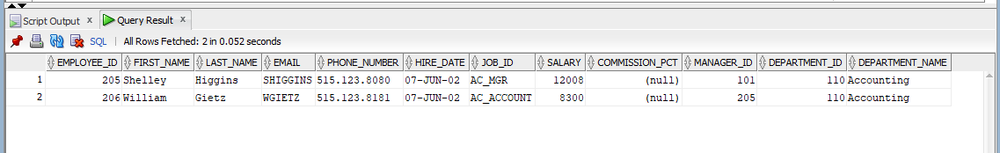 Script Output x Query Result x
SQL | All Rows Fetched: 2 in 0.052 seconds
EMPLOYEE_ID FIRST_NAME LAST_NAME EMAIL PHONE_NUMBER HIRE_DATE JOB_ID SALARY COMMISSION_PCT MANAGER_ID DEPARTMENT_ID DEPARTMENT_NAME
1 205 Shelley Higgins SHIGGINS 515.123.8080 07-JUN-02 AC_MGR 12008 (null) 101 110 Accounting
2 206 William Gietz WGIETZ 515.123.8181 07-JUN-02 AC_ACCOUNT 8300 (null) 205 110 Accounting